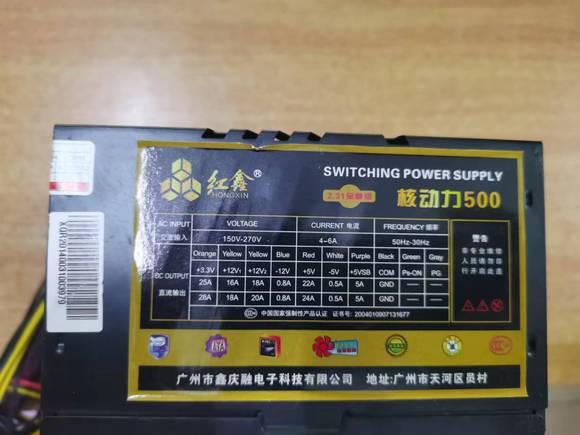 红鑫®
HONGXIN
SWITCHING POWER SUPPLY
2.31金额版
核动力500
AC INPUT VOLTAGE CURRENT 电流 FREQUENCY 频率
交流输入 150V-270V 4-6A 50Hz-30Hz
Orange Yellow Yellow Blue Red White Purple Black Green Gray
DC OUTPUT +3.3V +12V₁ +12V₂ -12V +5V -5V +5VSB COM Ps-ON PG
25A 16A 18A 0.8A 22A 0.5A 5A GND — —
直流输出 28A 18A 20A 0.8A 24A 0.5A 5A GND — —
中国国家强制性产品认证 证书号: 2004010907131677
警告
非专业维修
人员请勿自
行开启此盖
XGR20140031803979
广州市鑫庆融电子科技有限公司 地址:广州市天河区员村